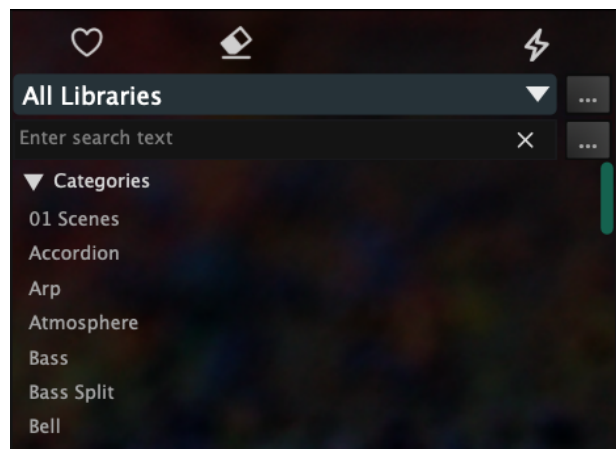 All Libraries
...
Enter search text
...
Categories
01 Scenes
Accordion
Arp
Atmosphere
Bass
Bass Split
Bell